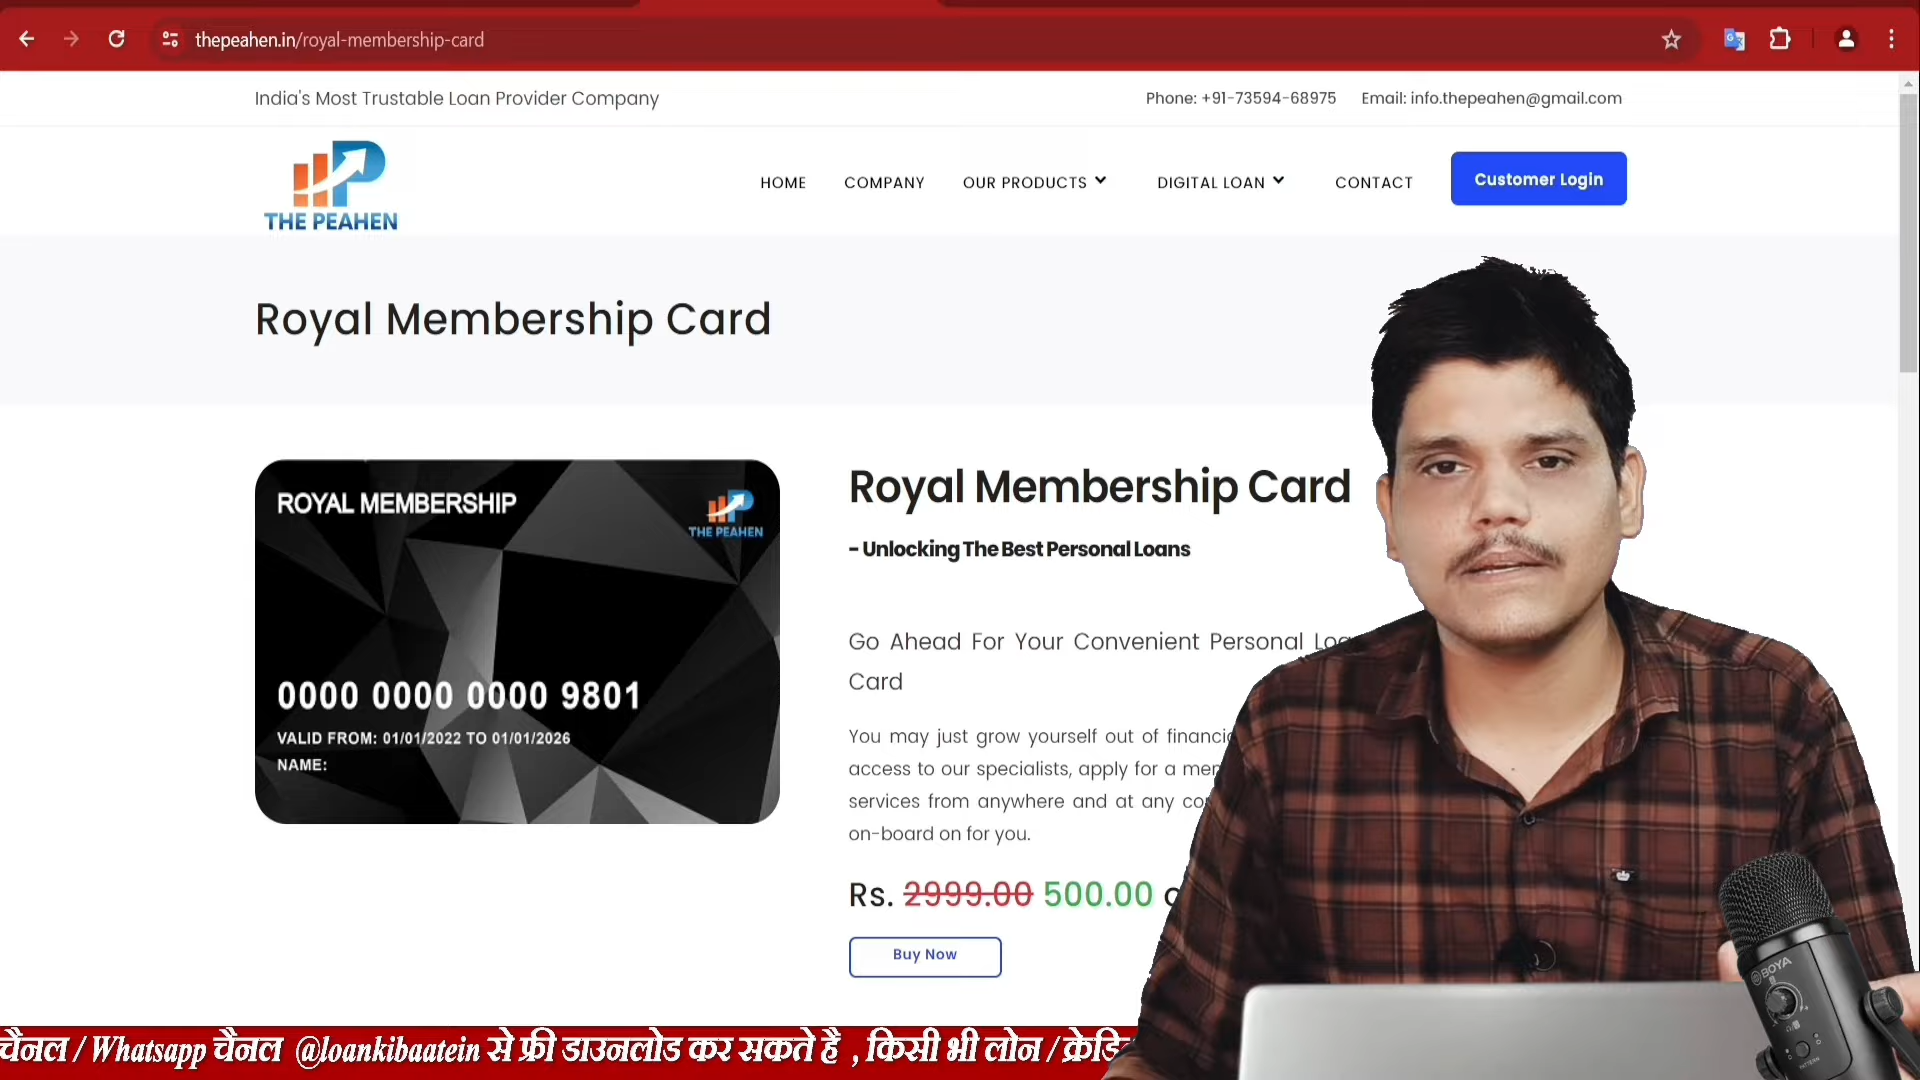 thepeahen.in/royal-membership-card
India's Most Trustable Loan Provider Company
Phone: +91-73594-68975 Email: info.thepeahen@gmail.com
THE PEAHEN
HOME COMPANY OUR PRODUCTS DIGITAL LOAN CONTACT Customer Login
Royal Membership Card
ROYAL MEMBERSHIP
THE PEAHEN
0000 0000 0000 9801
VALID FROM: 01/01/2022 TO 01/01/2026
NAME:
Royal Membership Card
- Unlocking The Best Personal Loans
Go Ahead For Your Convenient Personal
Card
You may just grow yourself out of
access to our specialists, apply for a
services from anywhere and at any
on-board on for you.
Rs. 2999.00 500.00
Buy Now
BOYA
चैनल / Whatsapp चैनल @loankibaatein से फ्री डाउनलोड कर सकते हैं , किसी भी लोन /